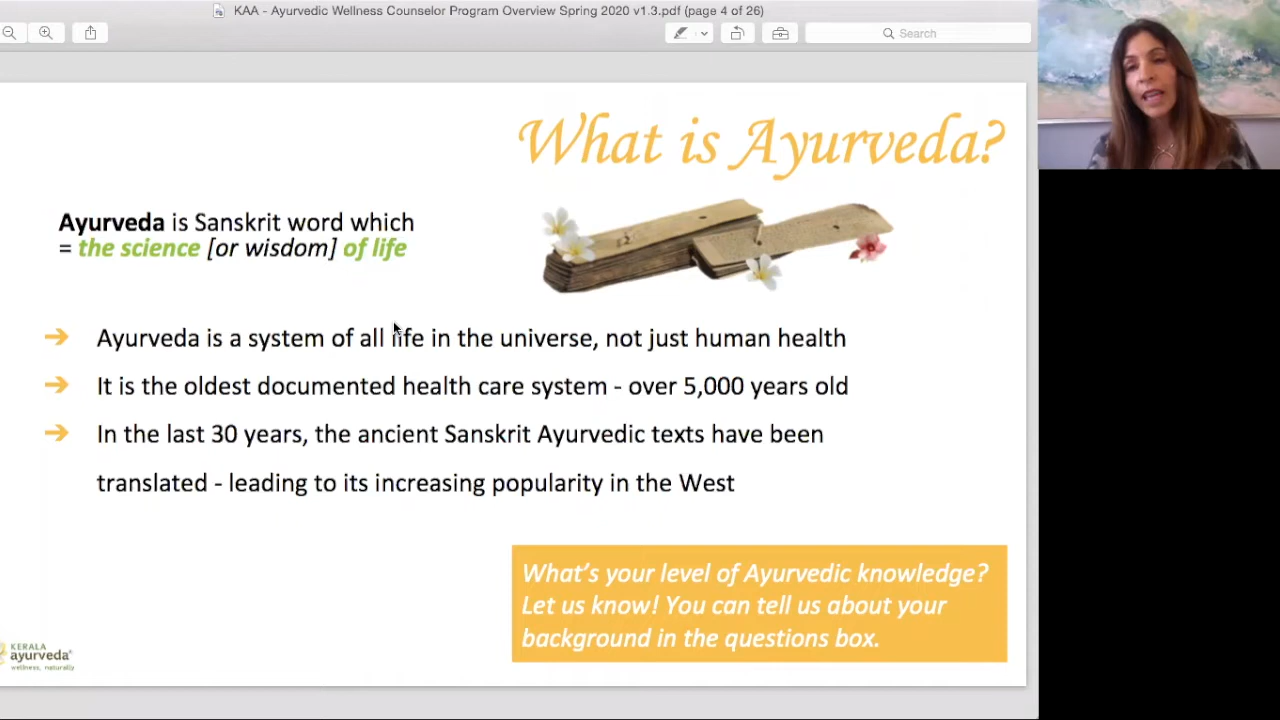 KAA - Ayurvedic Wellness Counselor Program Overview Spring 2020 v1.3.pdf (page 4 of 26)
Search
What is Ayurveda?
Ayurveda is Sanskrit word which
= the science [or wisdom] of life
➔ Ayurveda is a system of all life in the universe, not just human health
➔ It is the oldest documented health care system - over 5,000 years old
➔ In the last 30 years, the ancient Sanskrit Ayurvedic texts have been
translated - leading to its increasing popularity in the West
What's your level of Ayurvedic knowledge?
Let us know! You can tell us about your
background in the questions box.
KERALA
ayurveda®
wellness, naturally